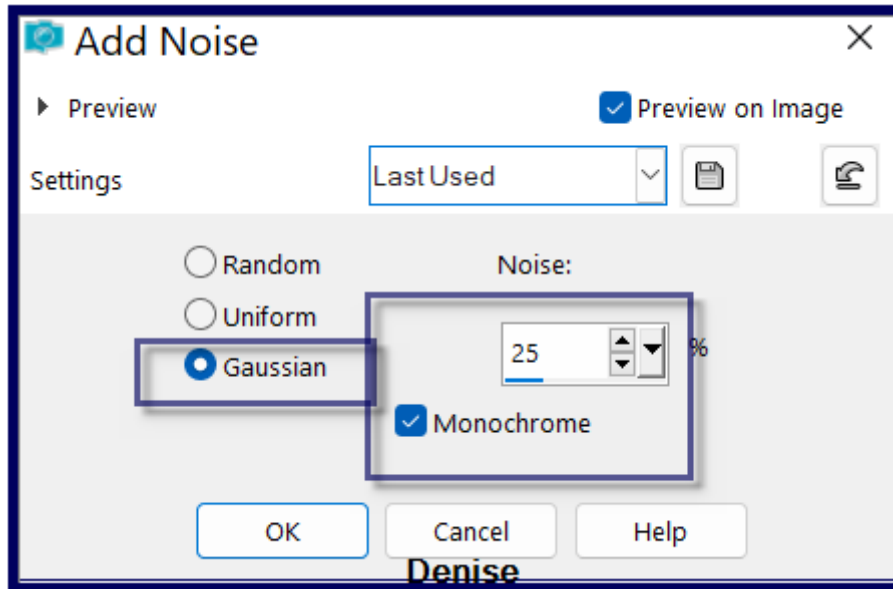 Add Noise
Preview Preview on Image
Settings Last Used
Random Noise:
Uniform
25 %
Gaussian
Monochrome
OK Cancel Help
Denise